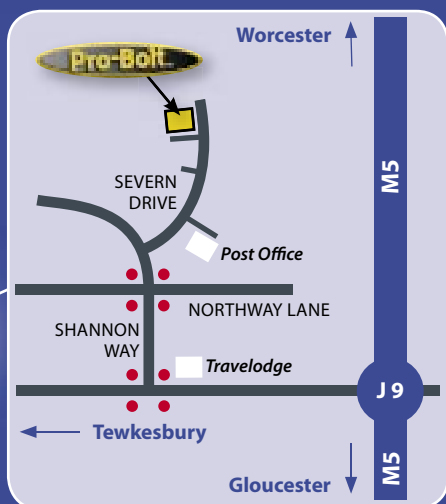 Worcester
Pro-Bolt
M5
SEVERN
DRIVE
Post Office
NORTHWAY LANE
SHANNON
WAY
Travelodge
J 9
Tewkesbury
M5
Gloucester